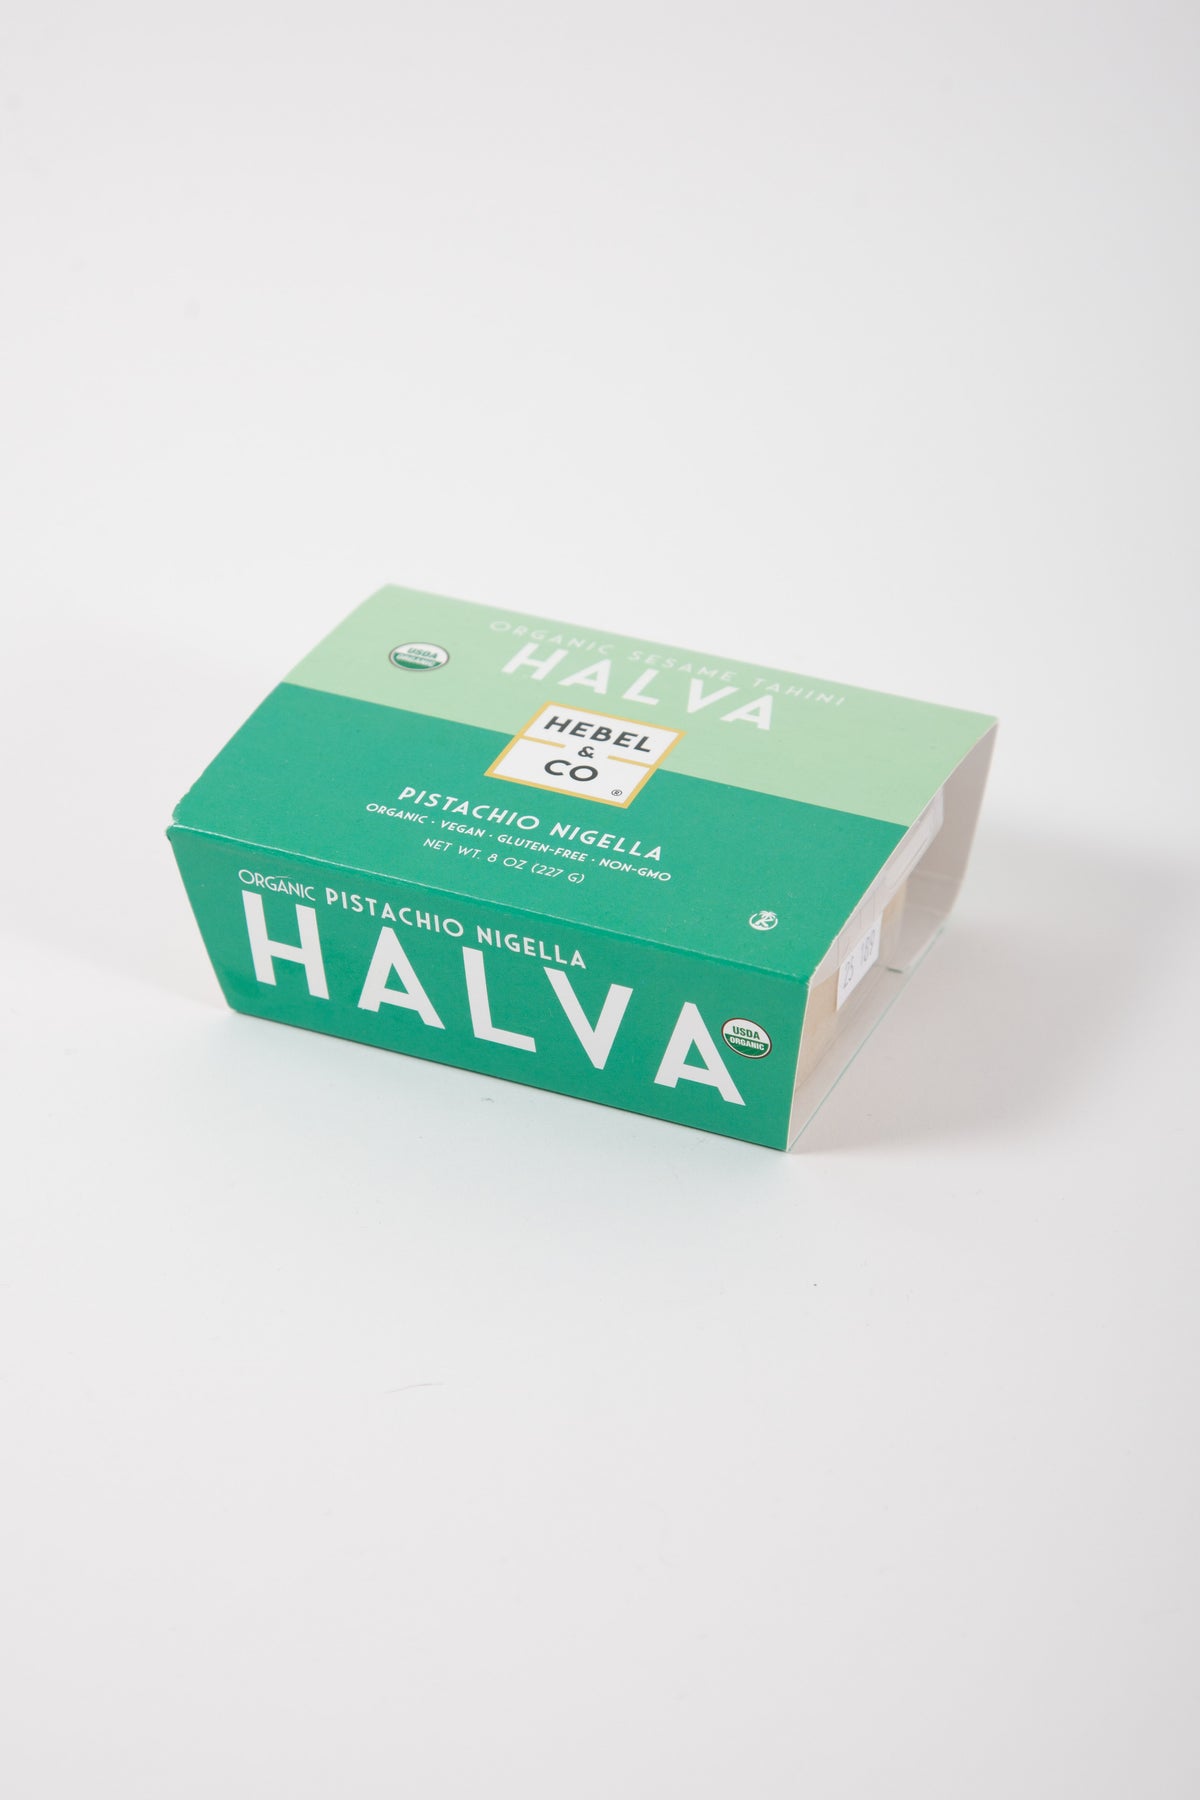 ORGANIC SESAME TAHINI
HALVA
USDA
ORGANIC
HEBEL
&
CO
®
PISTACHIO NIGELLA
ORGANIC · VEGAN · GLUTEN-FREE · NON-GMO
NET WT. 8 OZ (227 G)
ORGANIC PISTACHIO NIGELLA
HALVA
USDA
ORGANIC